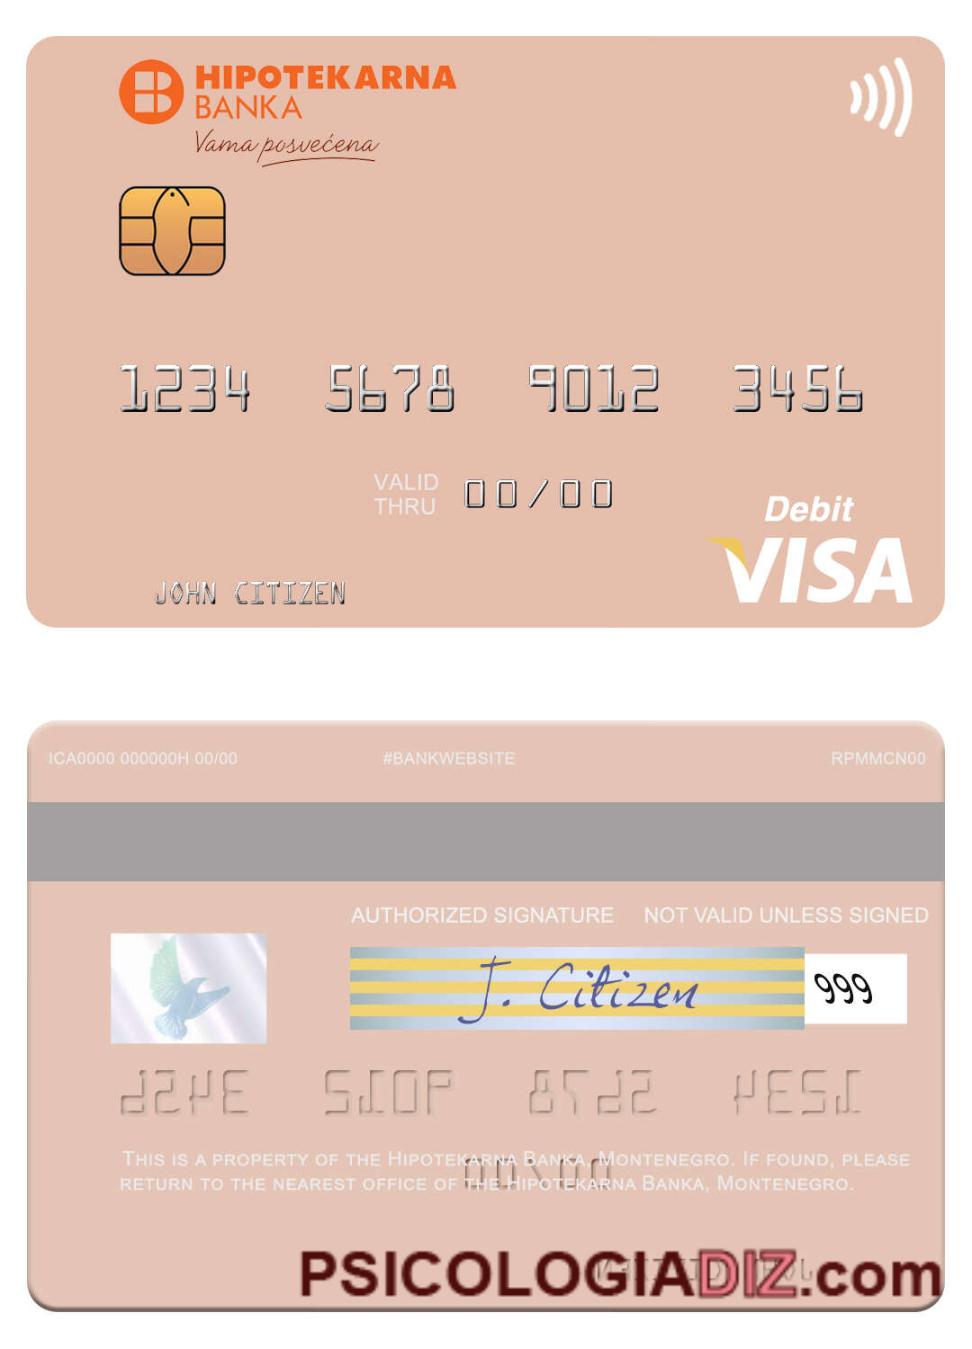 HIPOTEKARNA
BANKA
Vama posvećena
1234 5678 9012 3456
VALID
THRU
00/00
Debit
VISA
JOHN CITIZEN
ICA0000 000000H 00/00 #BANKWEBSITE RPMMCN00
AUTHORIZED SIGNATURE NOT VALID UNLESS SIGNED
J. Citizen 999
THIS IS A PROPERTY OF THE HIPOTEKARNA BANKA, MONTENEGRO. IF FOUND, PLEASE
RETURN TO THE NEAREST OFFICE OF THE HIPOTEKARNA BANKA, MONTENEGRO.
PSICOLOGIADIZ.com